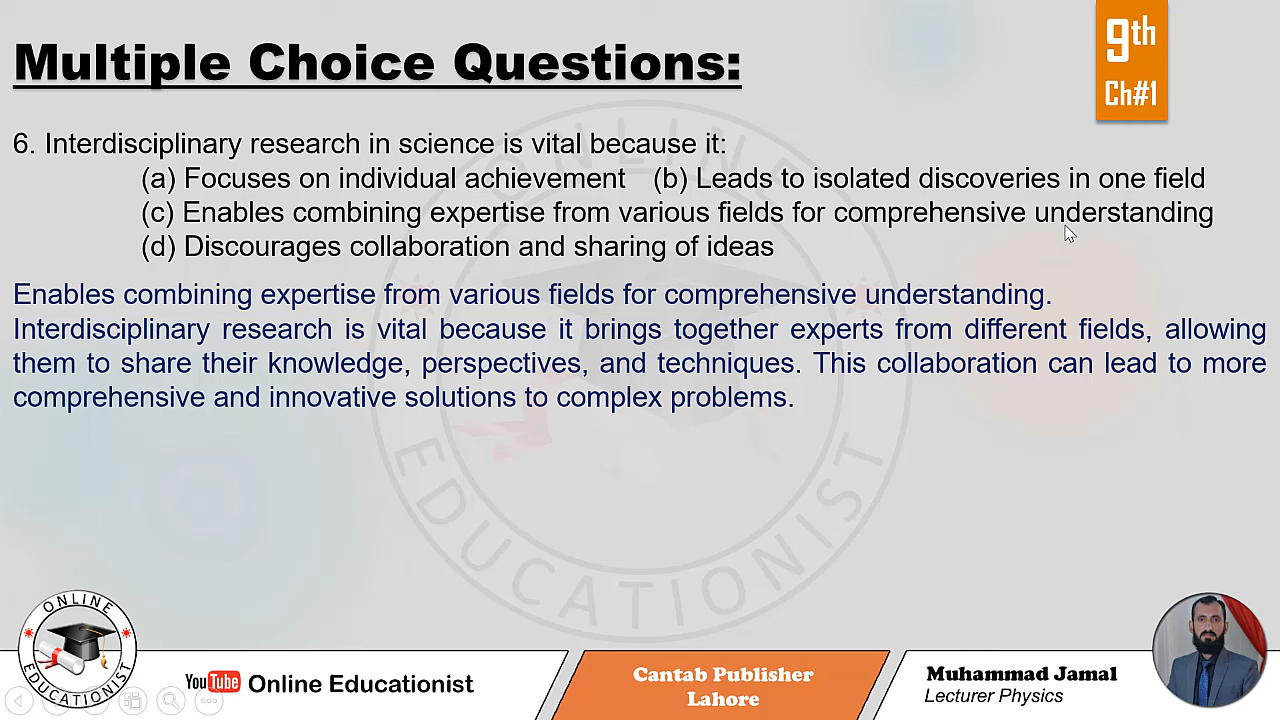 Multiple Choice Questions:
9th
Ch#1
6. Interdisciplinary research in science is vital because it:
(a) Focuses on individual achievement (b) Leads to isolated discoveries in one field
(c) Enables combining expertise from various fields for comprehensive understanding
(d) Discourages collaboration and sharing of ideas
Enables combining expertise from various fields for comprehensive understanding.
Interdisciplinary research is vital because it brings together experts from different fields, allowing
them to share their knowledge, perspectives, and techniques. This collaboration can lead to more
comprehensive and innovative solutions to complex problems.
ONLINE
EDUCATIONIST
ONLINE
EDUCATIONIST
YouTube Online Educationist
Cantab Publisher
Lahore
Muhammad Jamal
Lecturer Physics